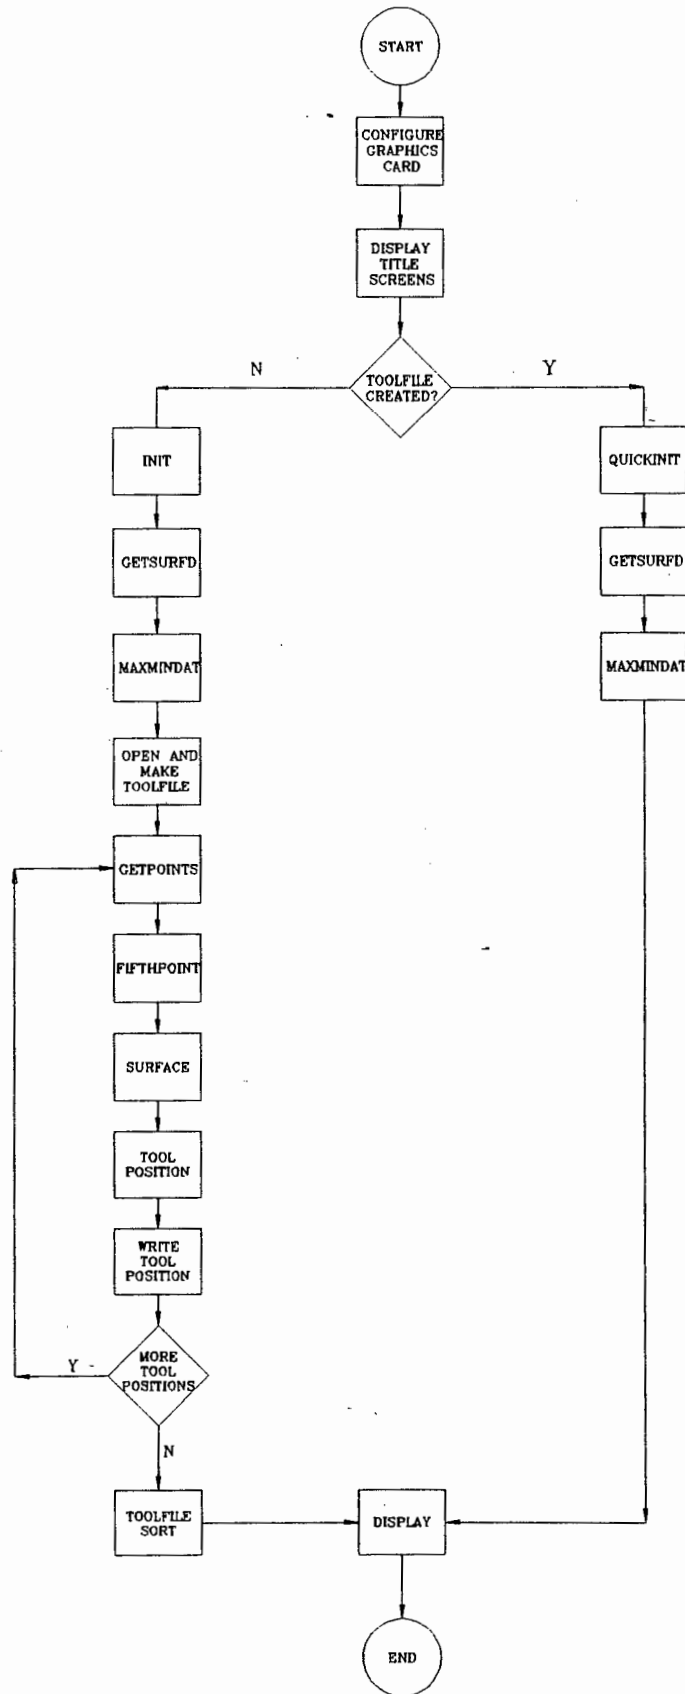 START
CONFIGURE
GRAPHICS
CARD
DISPLAY
TITLE
SCREENS
TOOLFILE
CREATED?
N
Y
INIT
GETSURFD
MAXMINDAT
OPEN AND
MAKE
TOOLFILE
GETPOINTS
FIFTHPOINT
SURFACE
TOOL
POSITION
WRITE
TOOL
POSITION
MORE
TOOL
POSITIONS
Y
N
TOOLFILE
SORT
QUICKINIT
GETSURFD
MAXMINDAT
DISPLAY
END